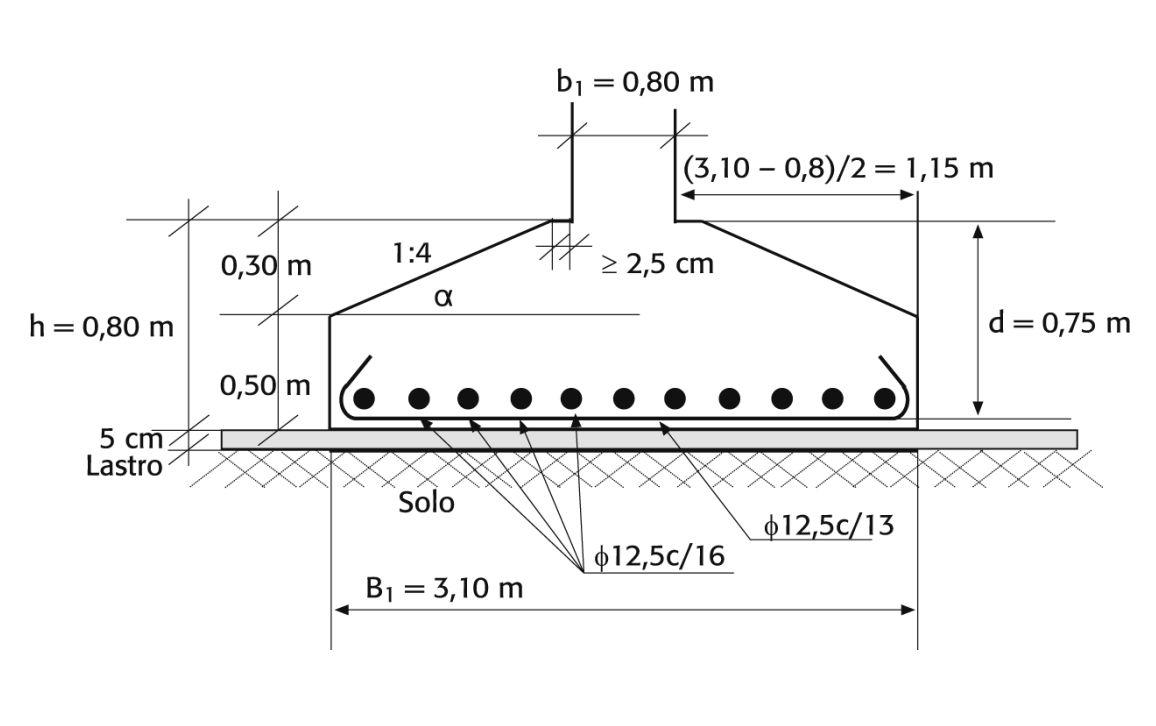 b₁ = 0,80 m
(3,10 – 0,8)/2 = 1,15 m
1:4
0,30 m
≥ 2,5 cm
α
h = 0,80 m
d = 0,75 m
0,50 m
5 cm
Lastro
Solo
ϕ12,5c/13
ϕ12,5c/16
B₁ = 3,10 m